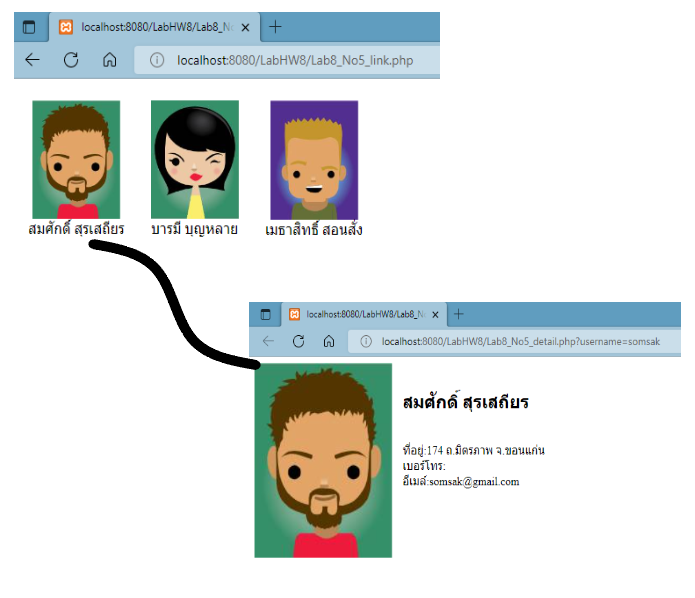 localhost:8080/LabHW8/Lab8_No
localhost:8080/LabHW8/Lab8_No5_link.php
สมศักดิ์ สุรเสถียร
บารมี บุญหลาย
เมธาสิทธิ์ สอนสั่ง
localhost:8080/LabHW8/Lab8_No
localhost:8080/LabHW8/Lab8_No5_detail.php?username=somsak
สมศักดิ์ สุรเสถียร
ที่อยู่:174 ถ.มิตรภาพ จ.ขอนแก่น
เบอร์โทร:
อีเมล์:somsak@gmail.com